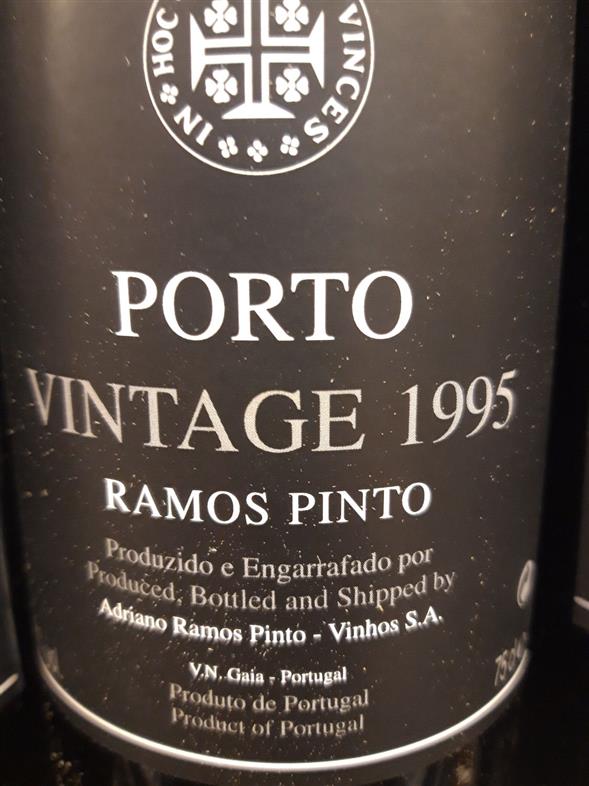 IN HOC VINCES
PORTO
VINTAGE 1995
RAMOS PINTO
Produzido e Engarrafado por
Produced, Bottled and Shipped by
Adriano Ramos Pinto - Vinhos S.A.
V.N. Gaia - Portugal
Produto de Portugal
Product of Portugal